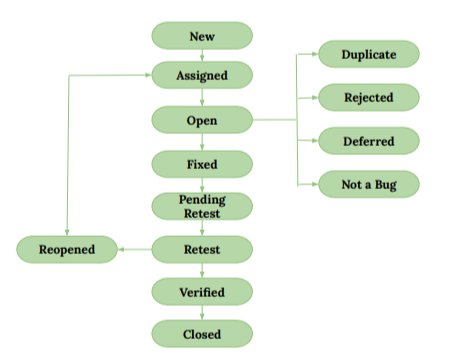 New
Assigned
Open
Fixed
Pending
Retest
Retest
Verified
Closed
Reopened
Duplicate
Rejected
Deferred
Not a Bug